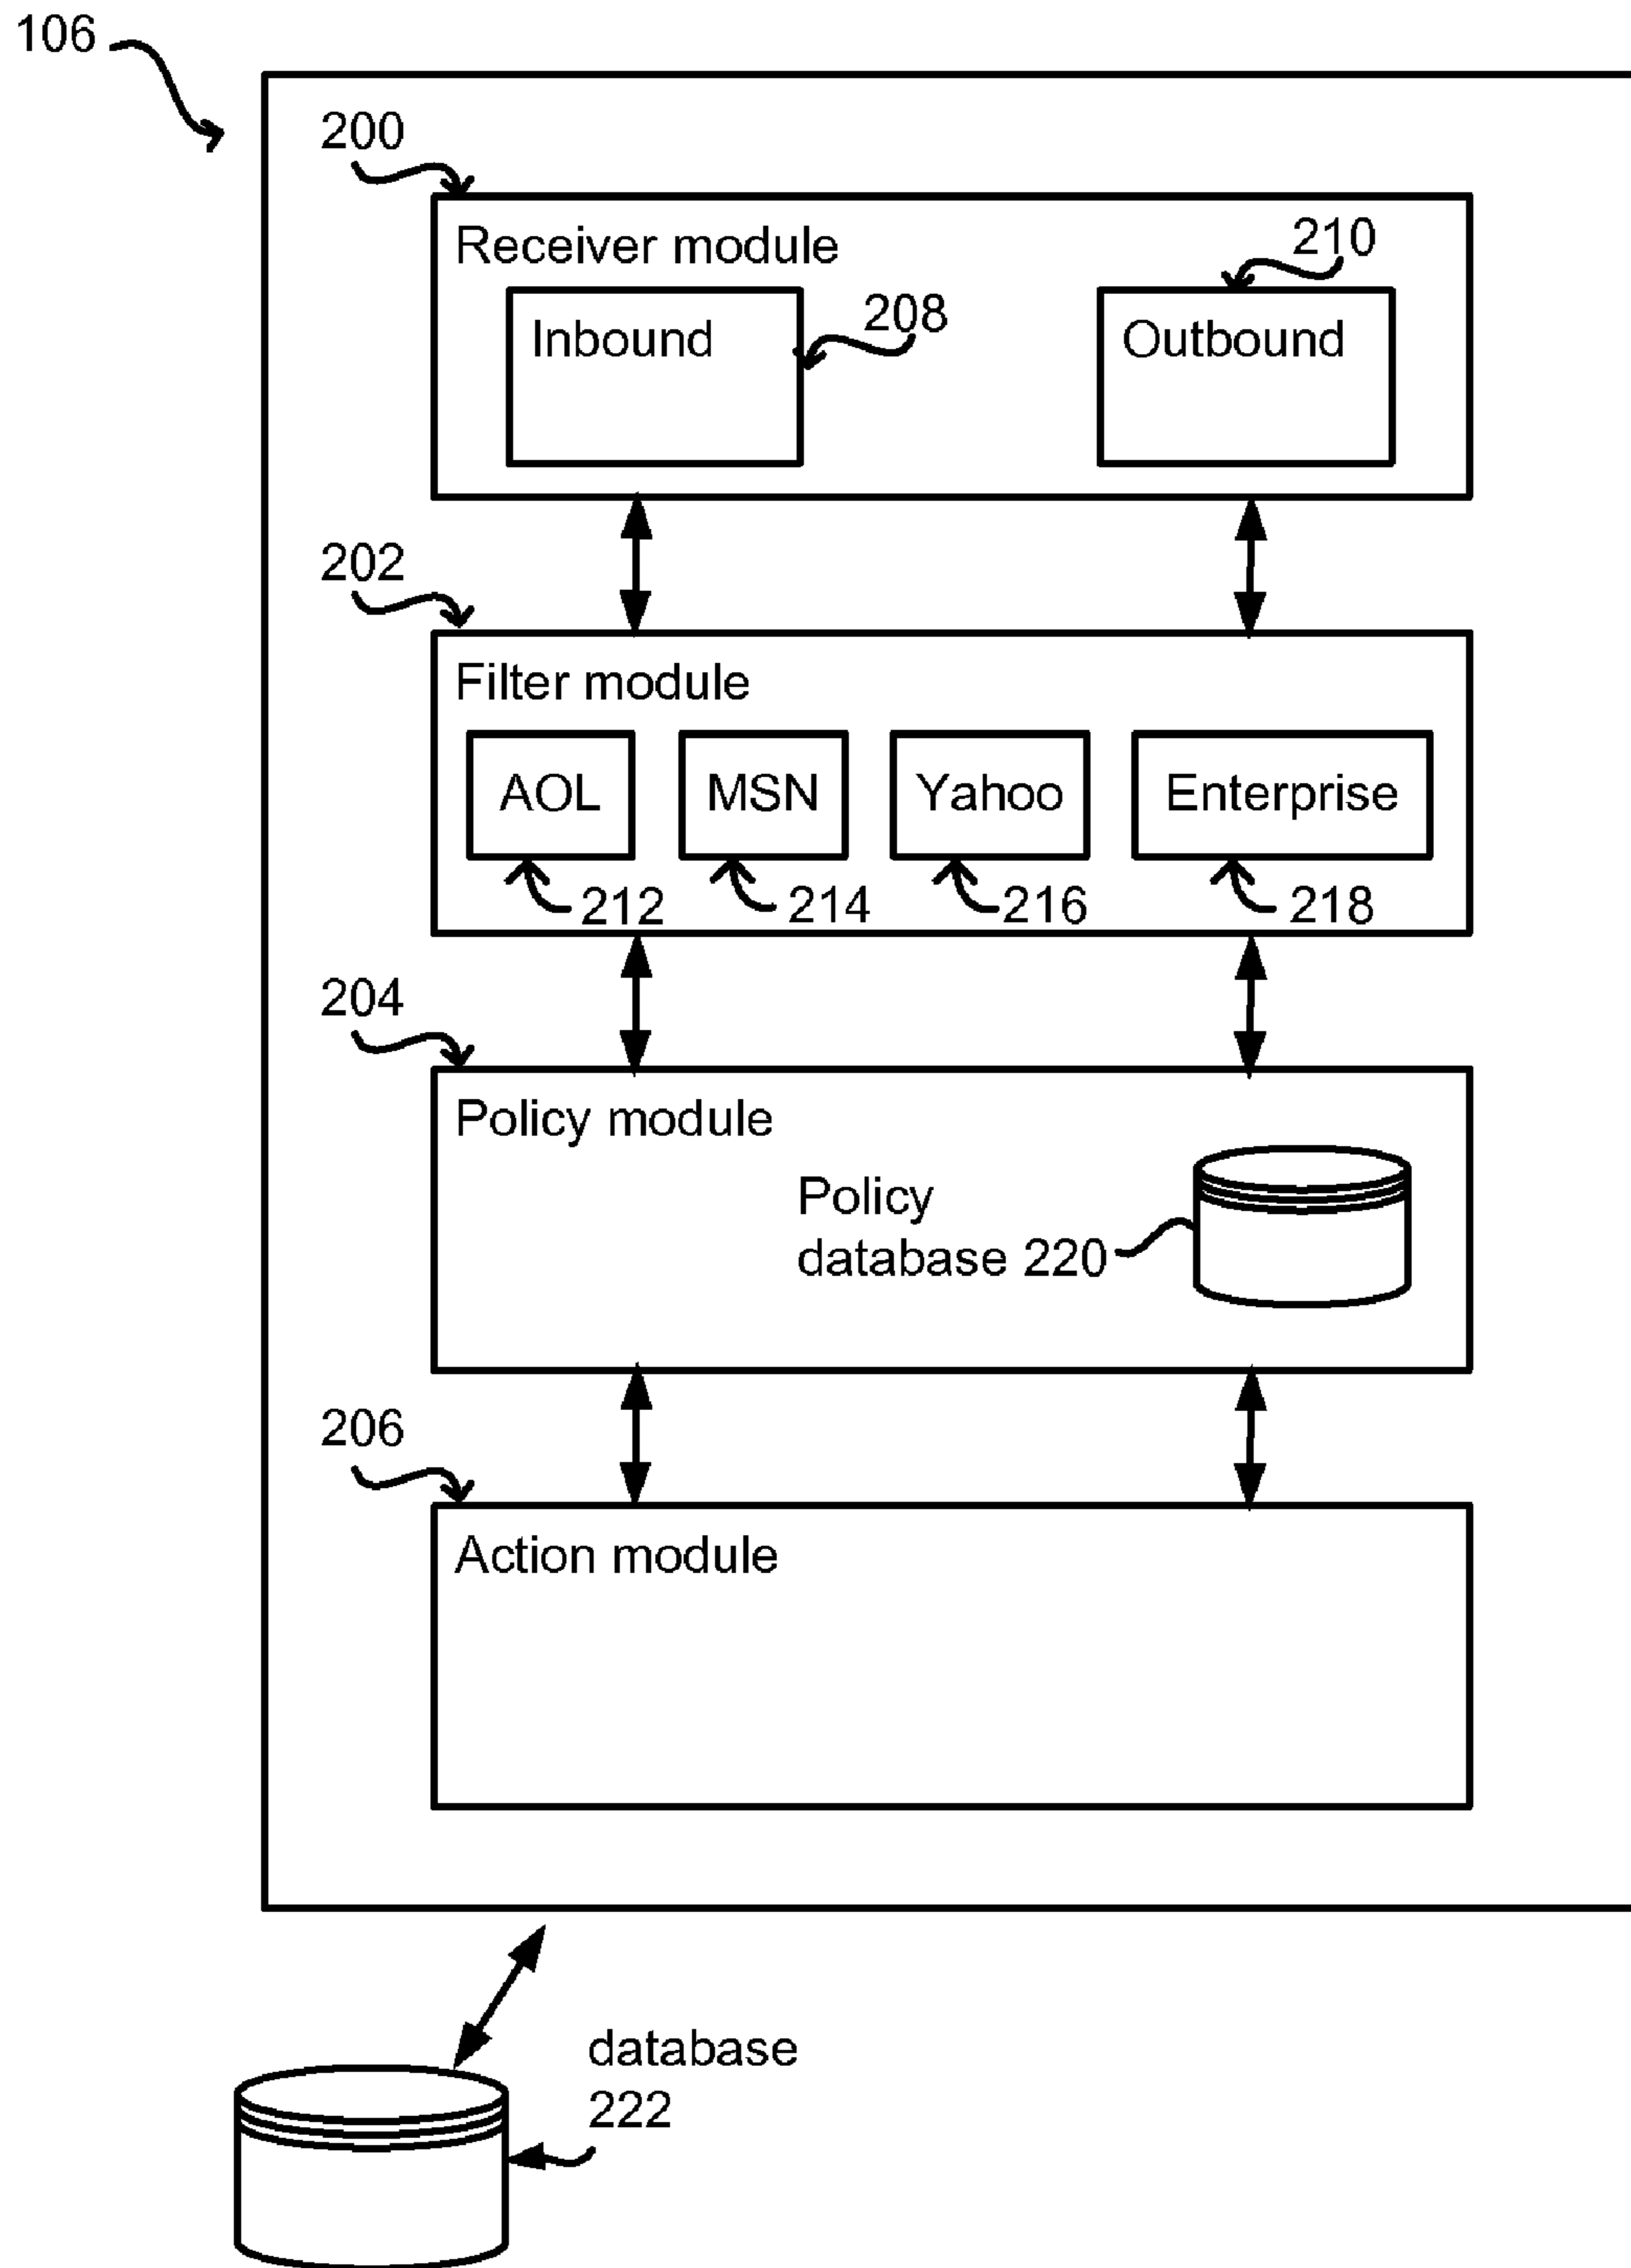 106
200
Receiver module
210
Inbound
208
Outbound
202
Filter module
AOL
MSN
Yahoo
Enterprise
212
214
216
218
204
Policy module
Policy
database 220
206
Action module
database
222